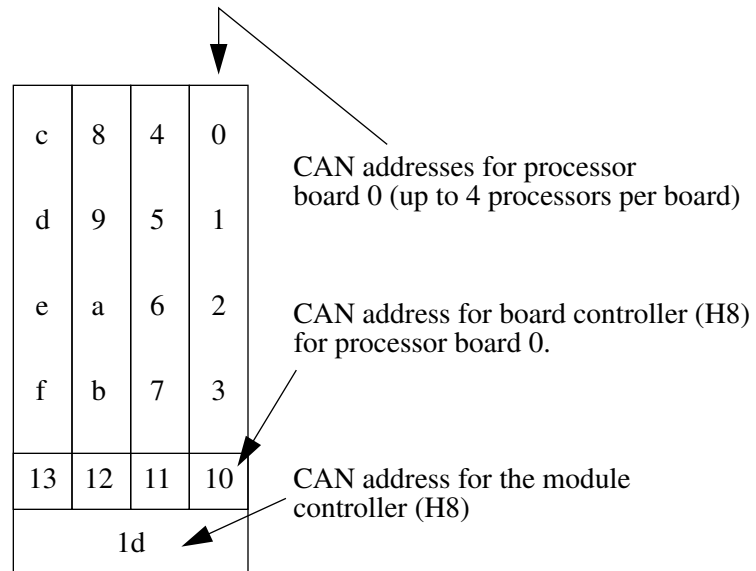 c 8 4 0
CAN addresses for processor
board 0 (up to 4 processors per board)
d 9 5 1
e a 6 2
CAN address for board controller (H8)
for processor board 0.
f b 7 3
13 12 11 10
CAN address for the module
controller (H8)
1d